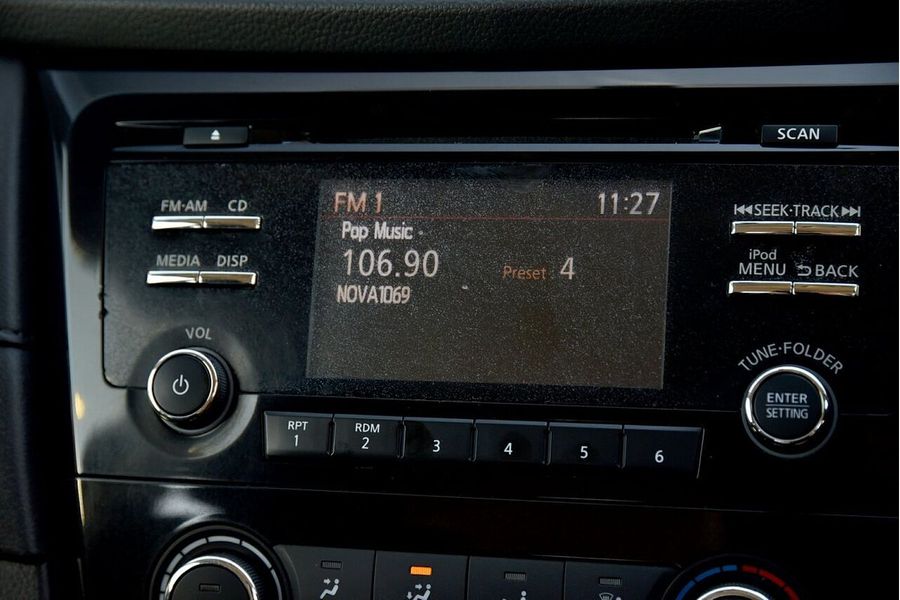 SCAN
FM·AM CD
FM 1 11:27
SEEK·TRACK
Pop Music
106.90
Preset 4
NOVA1069
MEDIA DISP
iPod
MENU BACK
VOL
TUNE·FOLDER
ENTER
SETTING
RPT RDM
1 2 3 4 5 6